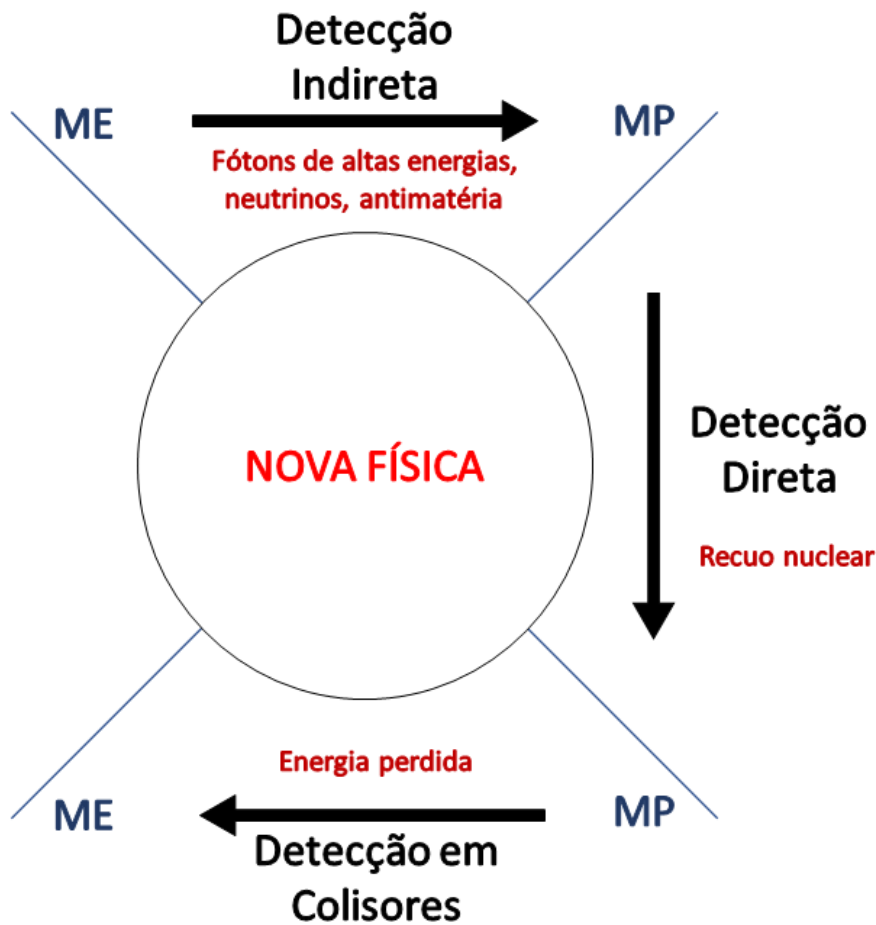 Detecção
Indireta
ME
MP
Fótons de altas energias,
neutrinos, antimatéria
NOVA FÍSICA
Detecção
Direta
Recuo nuclear
Energia perdida
ME
MP
Detecção em
Colisores